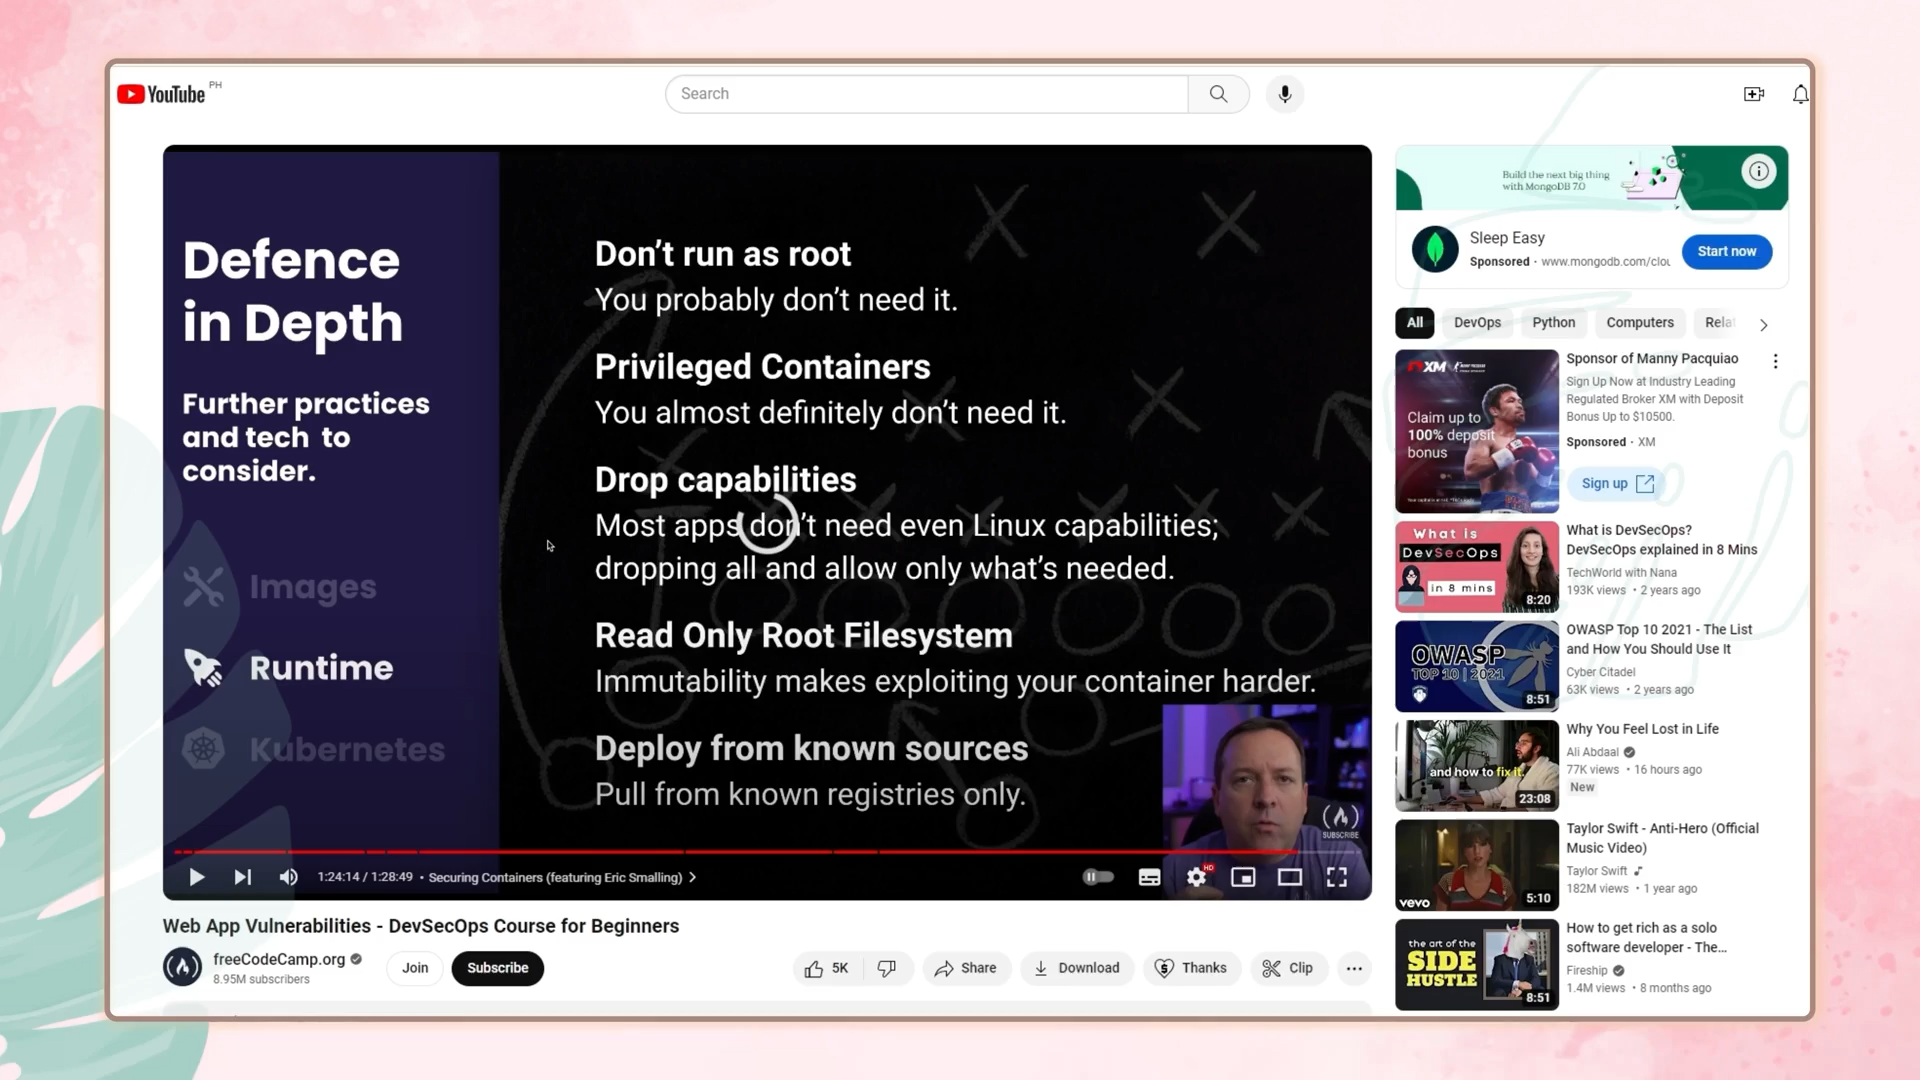 YouTube PH
Search
Defence
in Depth
Further practices
and tech to
consider.
Images
Runtime
Kubernetes
Don't run as root
You probably don't need it.
Privileged Containers
You almost definitely don't need it.
Drop capabilities
Most apps don't need even Linux capabilities;
dropping all and allow only what's needed.
Read Only Root Filesystem
Immutability makes exploiting your container harder.
Deploy from known sources
Pull from known registries only.
SUBSCRIBE
1:24:14 / 1:28:49 • Securing Containers (featuring Eric Smalling)
HD
Web App Vulnerabilities - DevSecOps Course for Beginners
freeCodeCamp.org
8.95M subscribers
Join
Subscribe
5K
Share
Download
Thanks
Clip
Build the next big thing
with MongoDB 7.0
Sleep Easy
Sponsored · www.mongodb.com/clou
Start now
All
DevOps
Python
Computers
Rela
XM
Claim up to
100% deposit
bonus
Sponsor of Manny Pacquiao
Sign Up Now at Industry Leading
Regulated Broker XM with Deposit
Bonus Up to $10500.
Sponsored · XM
Sign up
What is
DevSecOps
in 8 mins
8:20
What is DevSecOps?
DevSecOps explained in 8 Mins
TechWorld with Nana
193K views • 2 years ago
OWASP
TOP 10 | 2021
8:51
OWASP Top 10 2021 - The List
and How You Should Use It
Cyber Citadel
63K views • 2 years ago
and how to fix it.
23:08
Why You Feel Lost in Life
Ali Abdaal
77K views • 16 hours ago
New
vevo
5:10
Taylor Swift - Anti-Hero (Official
Music Video)
Taylor Swift
182M views • 1 year ago
the art of the
SIDE
HUSTLE
8:51
How to get rich as a solo
software developer - The...
Fireship
1.4M views • 8 months ago